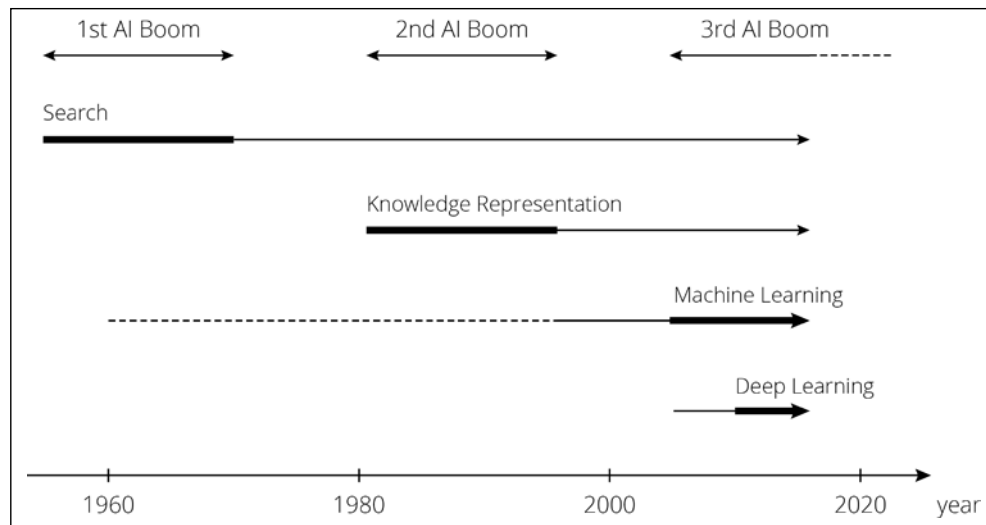 1st AI Boom 2nd AI Boom 3rd AI Boom
Search
Knowledge Representation
Machine Learning
Deep Learning
1960 1980 2000 2020 year